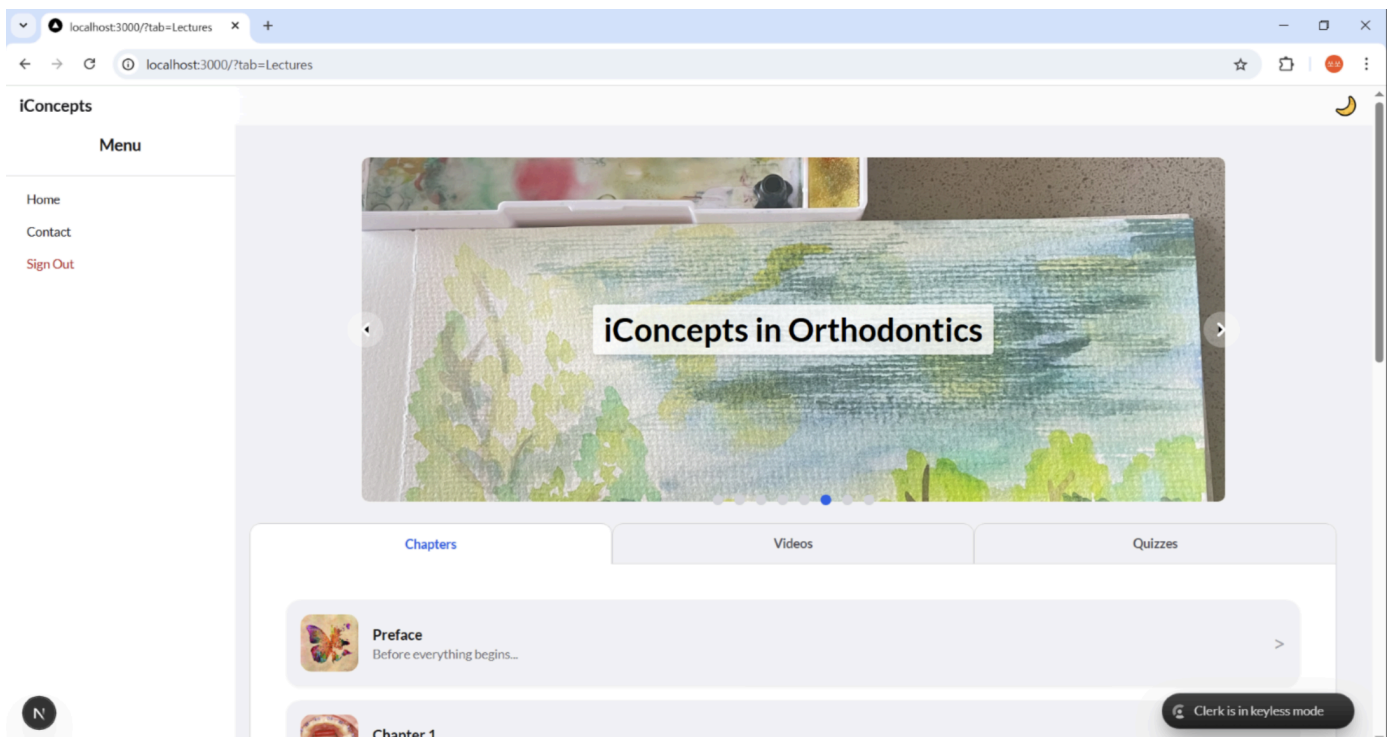 localhost:3000/?tab=Lectures
localhost:3000/?tab=Lectures
iConcepts
Menu
Home
Contact
Sign Out
iConcepts in Orthodontics
Chapters Videos Quizzes
Preface
Before everything begins...
>
Chapter 1
N
Clerk is in keyless mode